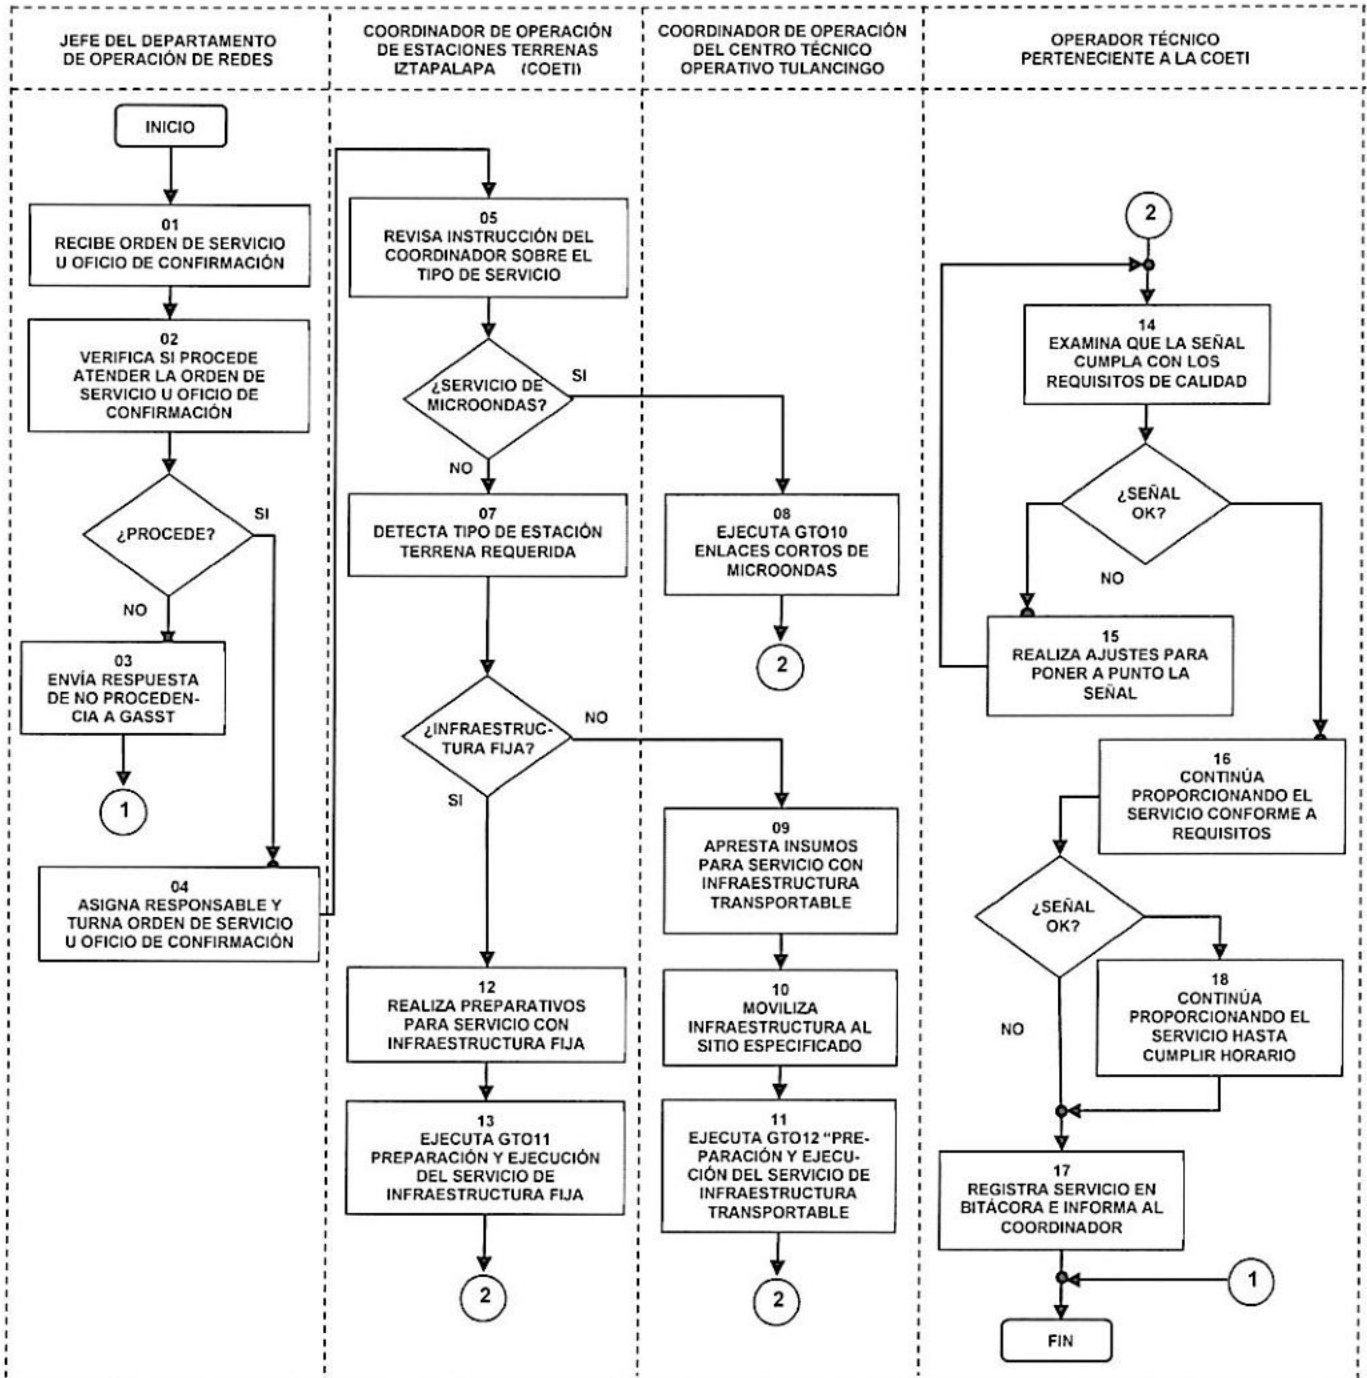 JEFE DEL DEPARTAMENTO
DE OPERACIÓN DE REDES
COORDINADOR DE OPERACIÓN
DE ESTACIONES TERRENAS
IZTAPALAPA (COETI)
COORDINADOR DE OPERACIÓN
DEL CENTRO TÉCNICO
OPERATIVO TULANCINGO
OPERADOR TÉCNICO
PERTENECIENTE A LA COETI
INICIO
01
RECIBE ORDEN DE SERVICIO
U OFICIO DE CONFIRMACIÓN
02
VERIFICA SI PROCEDE
ATENDER LA ORDEN DE
SERVICIO U OFICIO DE
CONFIRMACIÓN
¿PROCEDE?
SI
NO
03
ENVÍA RESPUESTA
DE NO PROCEDEN-
CIA A GASST
1
04
ASIGNA RESPONSABLE Y
TURNA ORDEN DE SERVICIO
U OFICIO DE CONFIRMACIÓN
05
REVISA INSTRUCCIÓN DEL
COORDINADOR SOBRE EL
TIPO DE SERVICIO
¿SERVICIO DE
MICROONDAS?
SI
NO
07
DETECTA TIPO DE ESTACIÓN
TERRENA REQUERIDA
¿INFRAESTRUC-
TURA FIJA?
NO
SI
12
REALIZA PREPARATIVOS
PARA SERVICIO CON
INFRAESTRUCTURA FIJA
13
EJECUTA GTO11
PREPARACIÓN Y EJECUCIÓN
DEL SERVICIO DE
INFRAESTRUCTURA FIJA
2
08
EJECUTA GTO10
ENLACES CORTOS DE
MICROONDAS
2
09
APRESTA INSUMOS
PARA SERVICIO CON
INFRAESTRUCTURA
TRANSPORTABLE
10
MOVILIZA
INFRAESTRUCTURA AL
SITIO ESPECIFICADO
11
EJECUTA GTO12 “PRE-
PARACIÓN Y EJECU-
CIÓN DEL SERVICIO DE
INFRAESTRUCTURA
TRANSPORTABLE
2
2
14
EXAMINA QUE LA SEÑAL
CUMPLA CON LOS
REQUISITOS DE CALIDAD
¿SEÑAL
OK?
NO
15
REALIZA AJUSTES PARA
PONER A PUNTO LA
SEÑAL
16
CONTINÚA
PROPORCIONANDO EL
SERVICIO CONFORME A
REQUISITOS
¿SEÑAL
OK?
NO
18
CONTINÚA
PROPORCIONANDO EL
SERVICIO HASTA
CUMPLIR HORARIO
17
REGISTRA SERVICIO EN
BITÁCORA E INFORMA AL
COORDINADOR
1
FIN